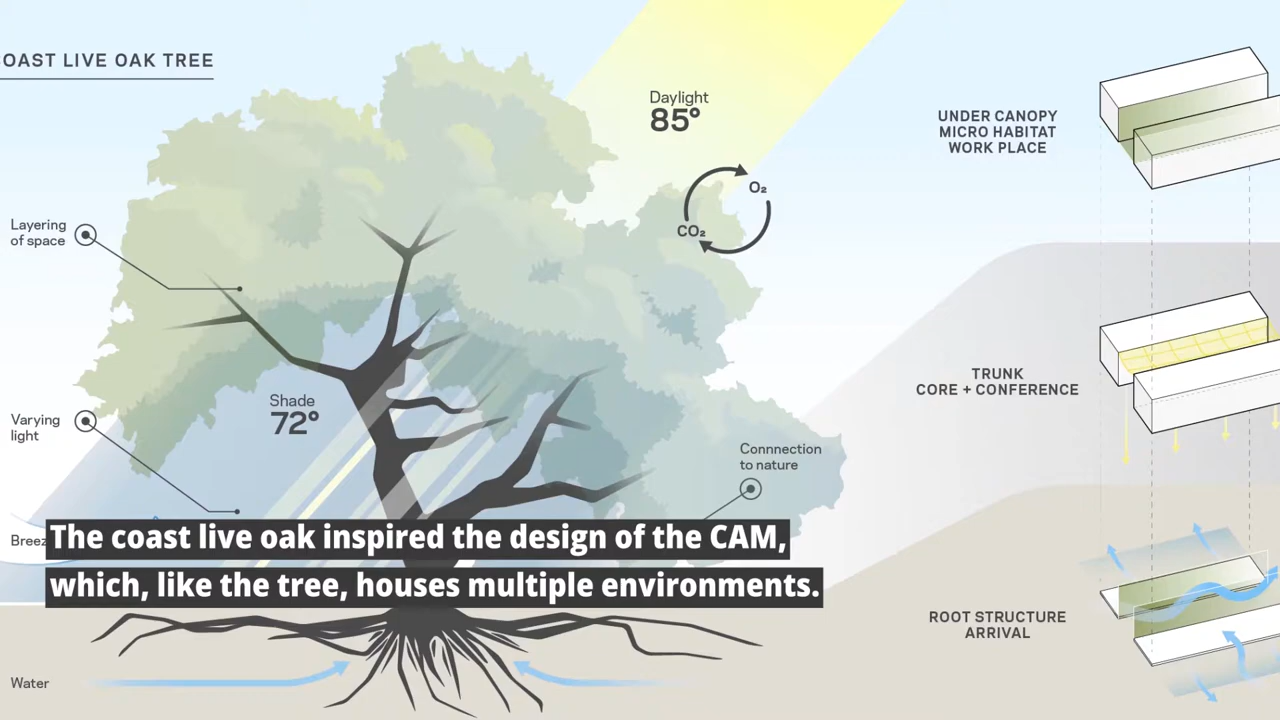 COAST LIVE OAK TREE
Daylight
85°
O₂
CO₂
Layering
of space
Shade
72°
Varying
light
Connnection
to nature
Breez
The coast live oak inspired the design of the CAM,
which, like the tree, houses multiple environments.
Water
UNDER CANOPY
MICRO HABITAT
WORK PLACE
TRUNK
CORE + CONFERENCE
ROOT STRUCTURE
ARRIVAL